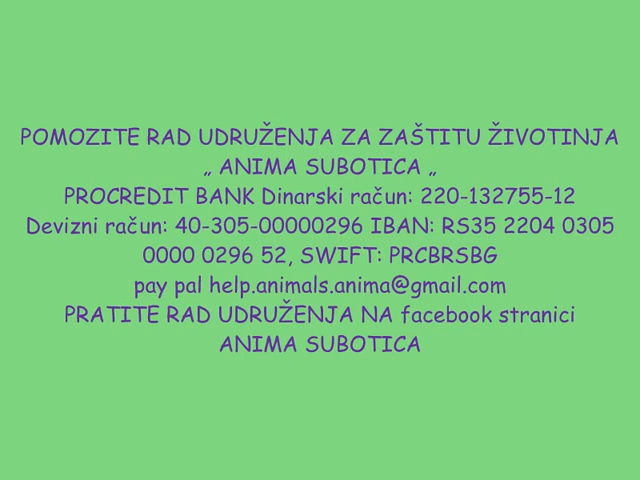 POMOZITE RAD UDRUŽENJA ZA ZAŠTITU ŽIVOTINJA
„ ANIMA SUBOTICA „
PROCREDIT BANK Dinarski račun: 220-132755-12
Devizni račun: 40-305-00000296 IBAN: RS35 2204 0305
0000 0296 52, SWIFT: PRCBRSBG
pay pal help.animals.anima@gmail.com
PRATITE RAD UDRUŽENJA NA facebook stranici
ANIMA SUBOTICA